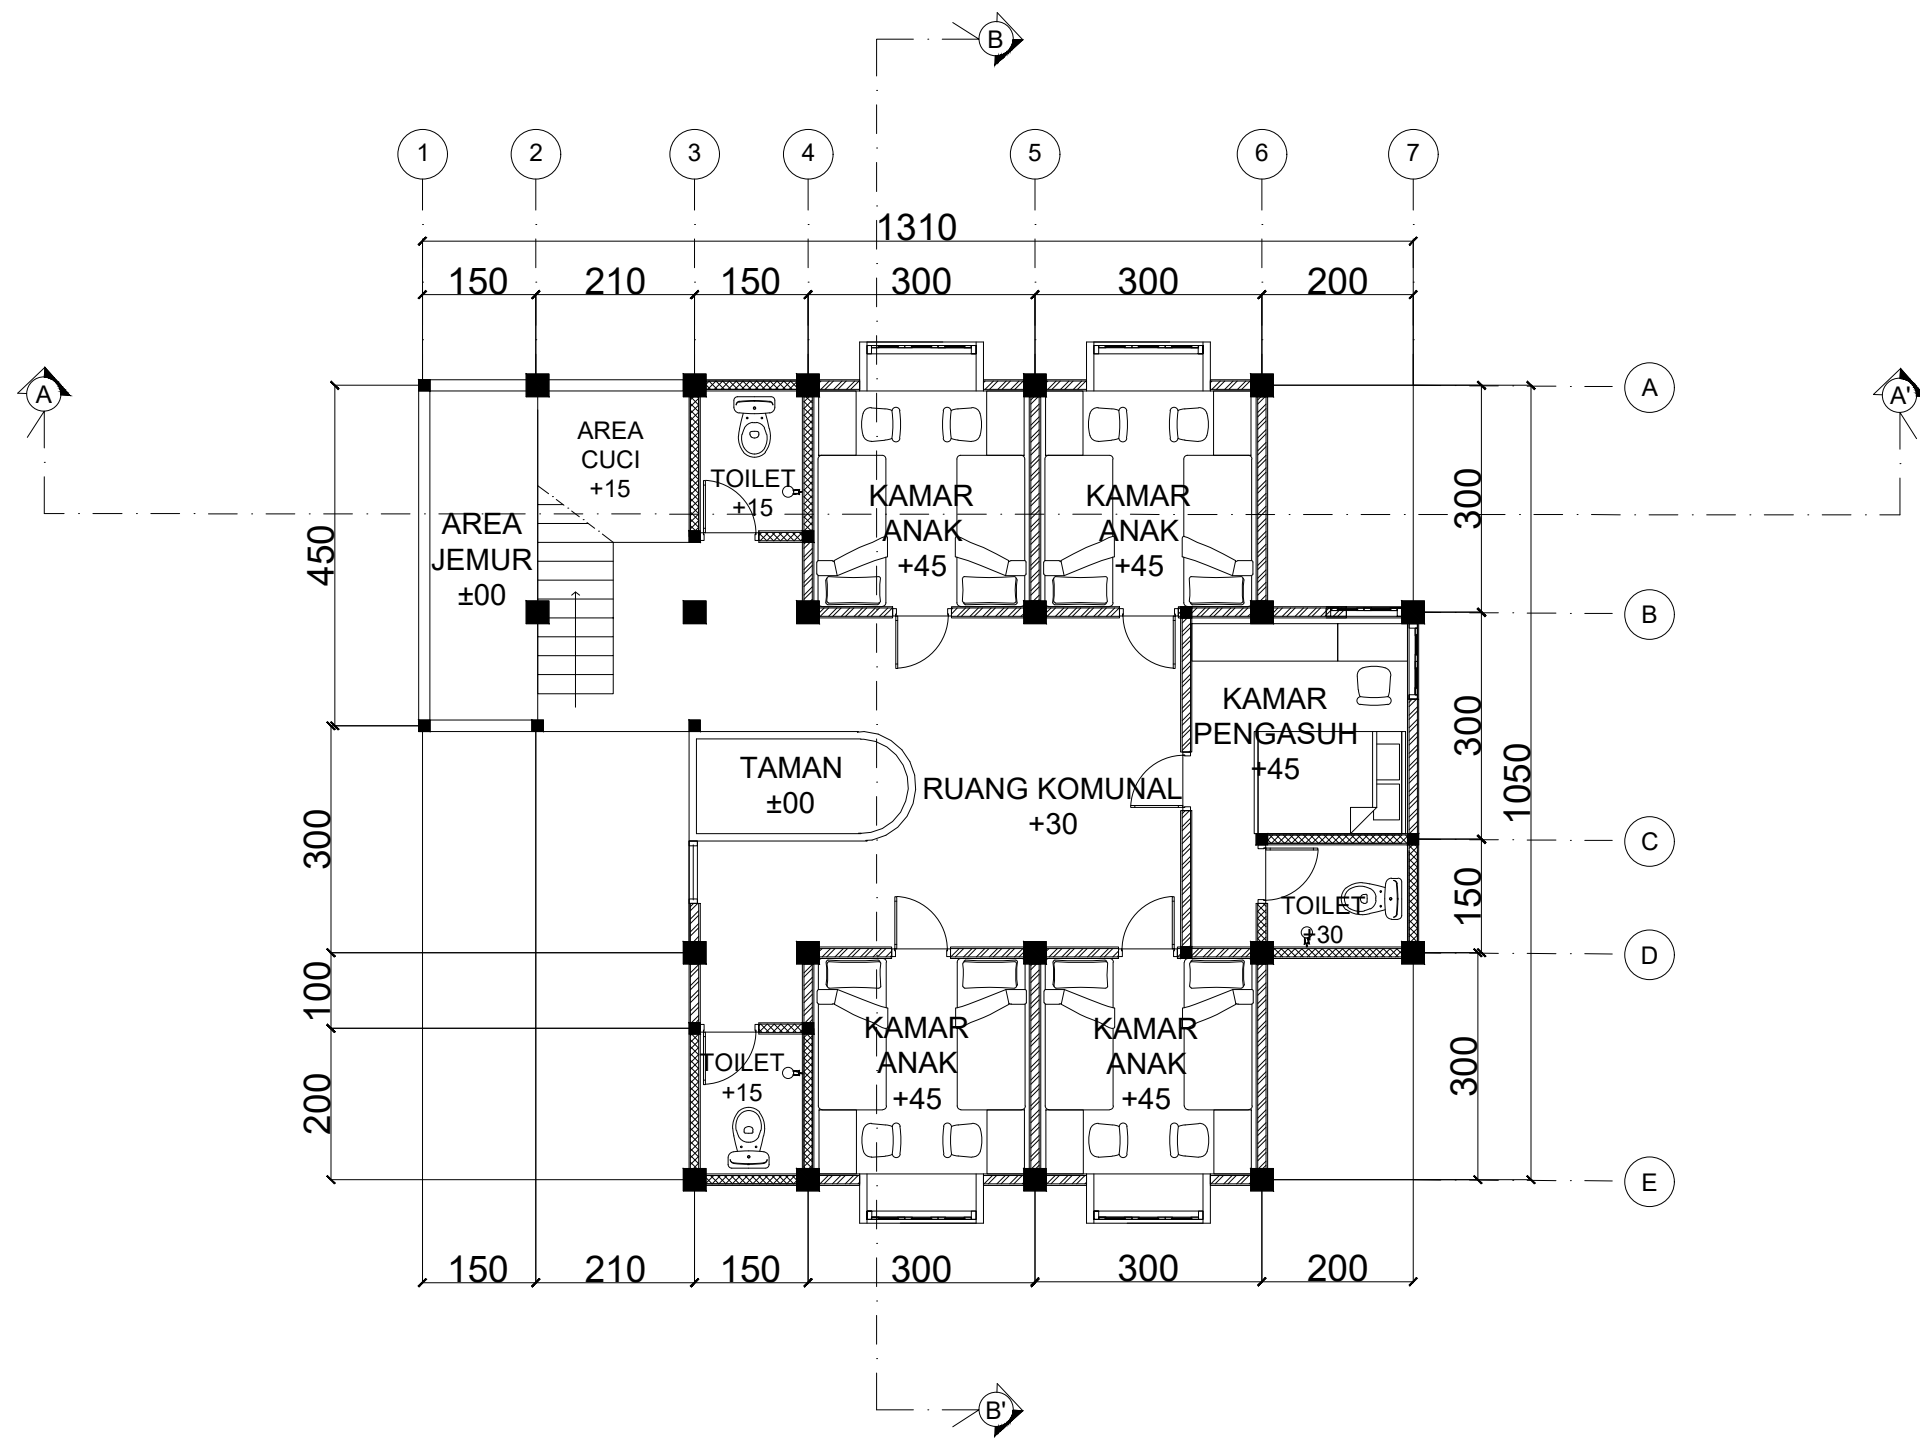 B
1 2 3 4 5 6 7
1310
150 210 150 300 300 200
A
A'
A
AREA
CUCI
+15
TOILET
+15
AREA
JEMUR
±00
KAMAR
ANAK
+45
KAMAR
ANAK
+45
450
300
B
KAMAR
PENGASUH
+45
300
1050
TAMAN
±00
RUANG KOMUNAL
+30
300
C
TOILET
+30
150
D
100
KAMAR
ANAK
+45
KAMAR
ANAK
+45
TOILET
+15
200
300
E
150 210 150 300 300 200
B'